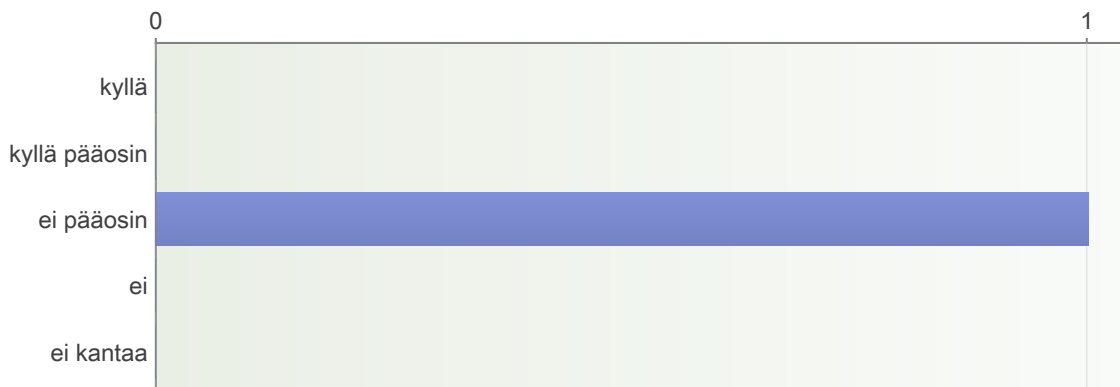 0 1
kyllä
kyllä pääosin
ei pääosin
ei
ei kantaa